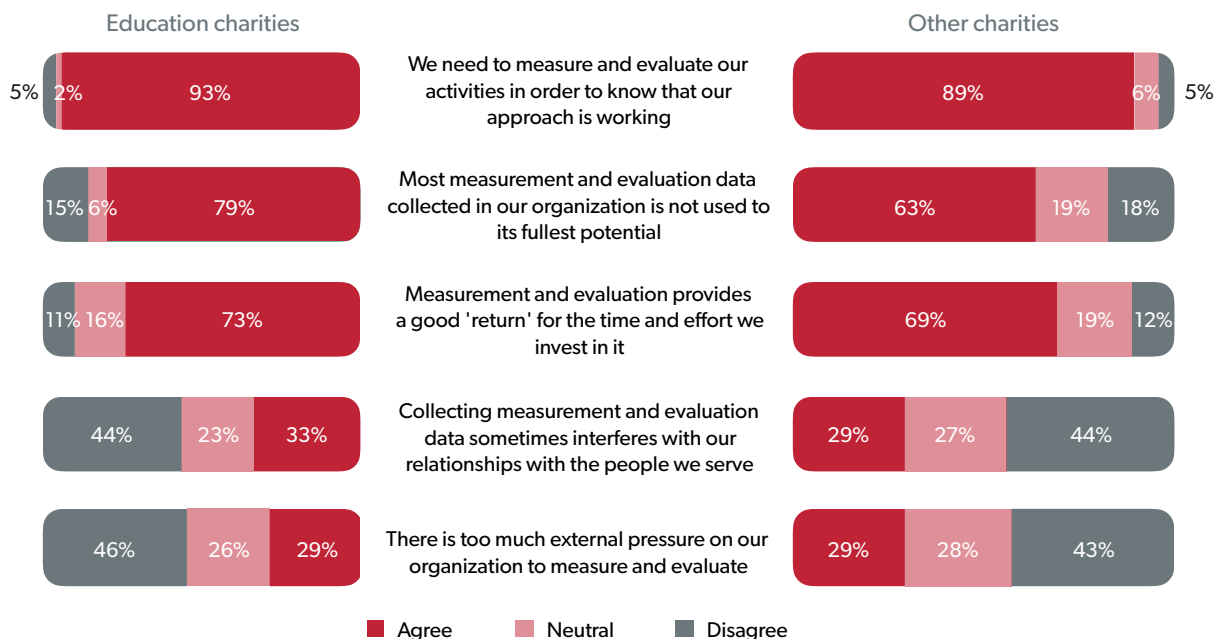 Education charities
Other charities
5% 2% 93%
We need to measure and evaluate our
activities in order to know that our
approach is working
89% 6% 5%
15% 6% 79%
Most measurement and evaluation data
collected in our organization is not used to
its fullest potential
63% 19% 18%
11% 16% 73%
Measurement and evaluation provides
a good 'return' for the time and effort we
invest in it
69% 19% 12%
44% 23% 33%
Collecting measurement and evaluation
data sometimes interferes with our
relationships with the people we serve
29% 27% 44%
46% 26% 29%
There is too much external pressure on our
organization to measure and evaluate
29% 28% 43%
Agree Neutral Disagree